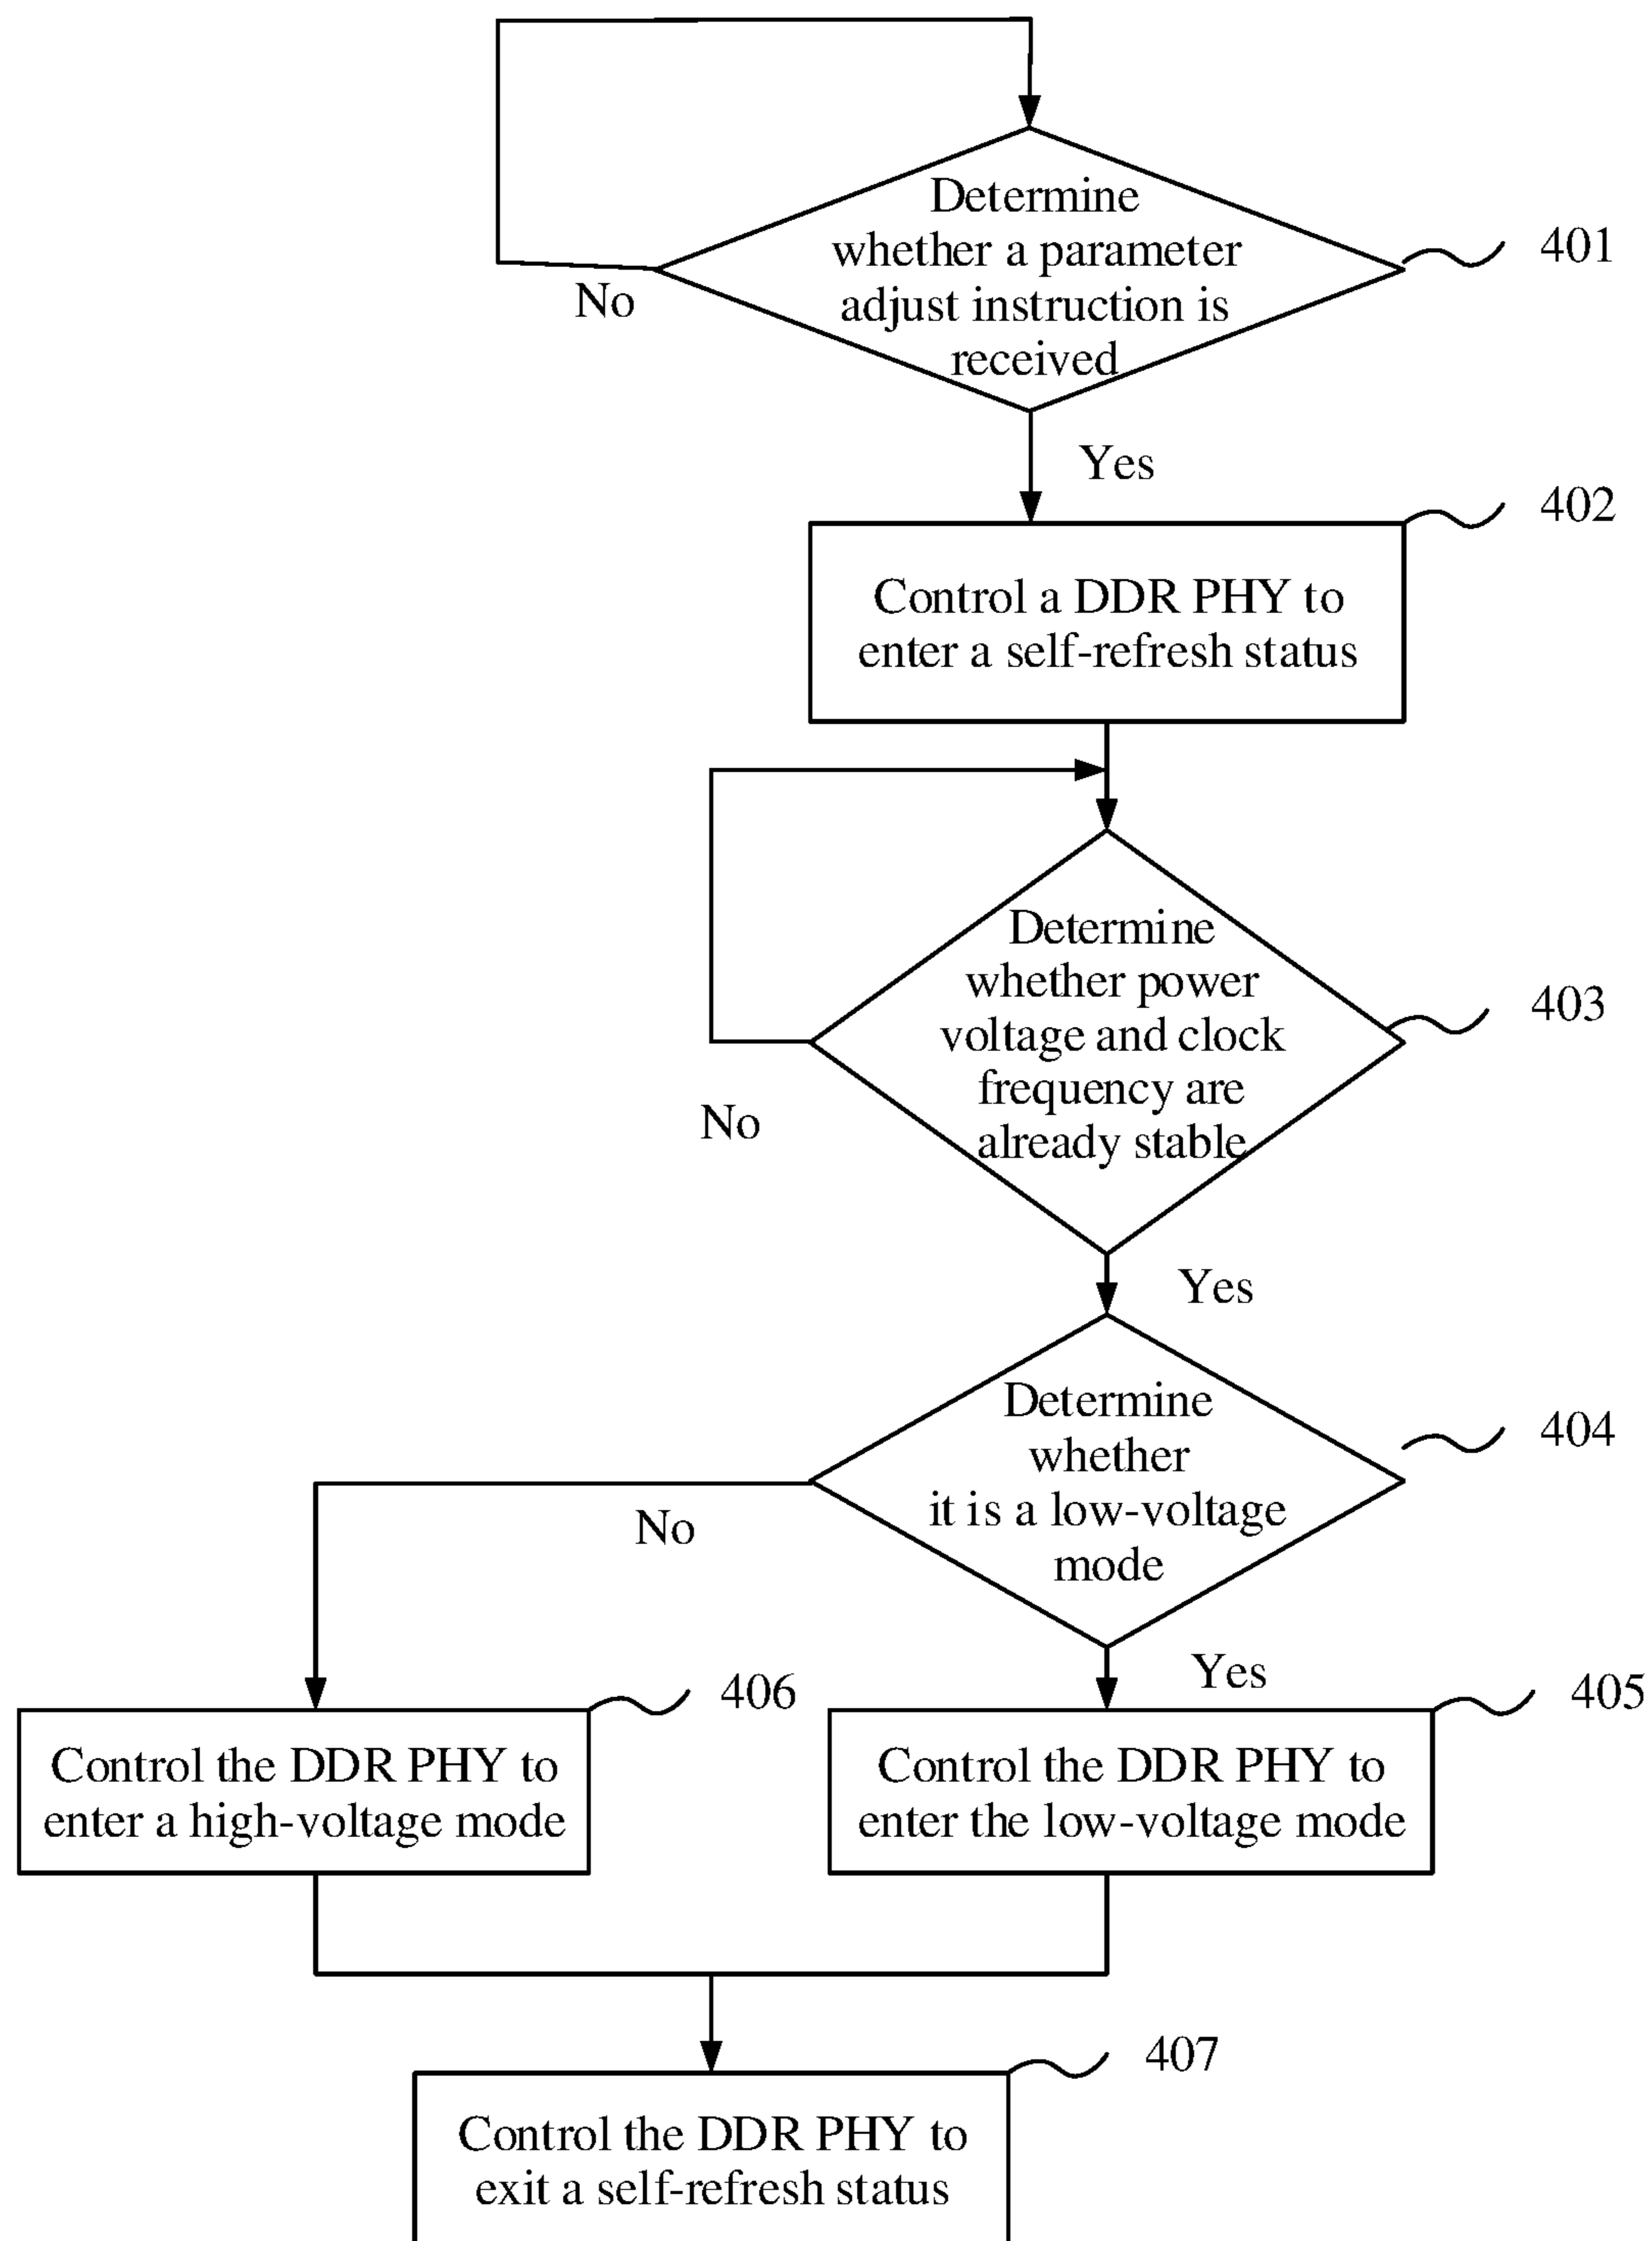 Determine
whether a parameter
adjust instruction is
received
401
No
Yes
402
Control a DDR PHY to
enter a self-refresh status
Determine
whether power
voltage and clock
frequency are
already stable
403
No
Yes
Determine
whether
it is a low-voltage
mode
404
No
Yes
406
405
Control the DDR PHY to
enter a high-voltage mode
Control the DDR PHY to
enter the low-voltage mode
407
Control the DDR PHY to
exit a self-refresh status